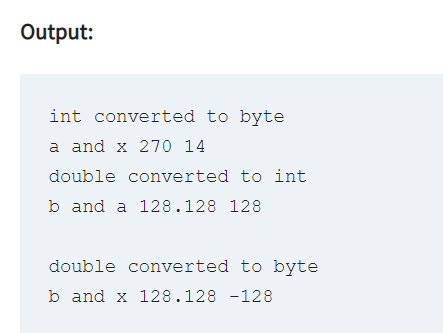 Output:
int converted to byte
a and x 270 14
double converted to int
b and a 128.128 128
double converted to byte
b and x 128.128 -128